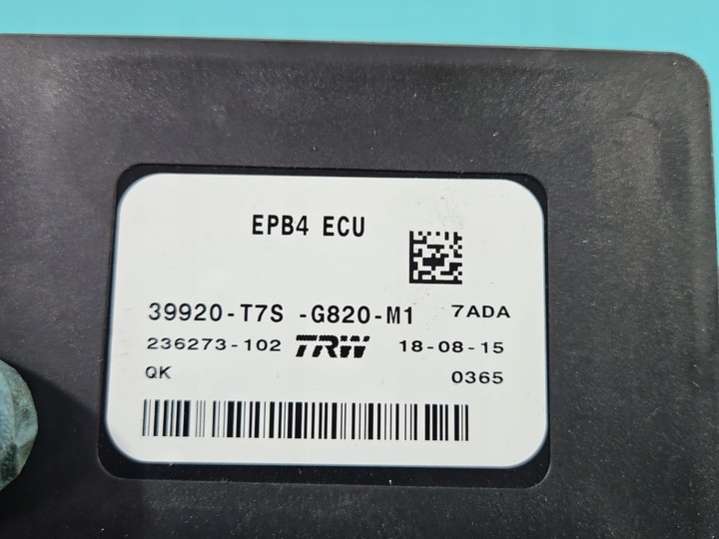 EPB4 ECU
39920-T7S -G820-M1 7ADA
236273-102 TRW 18-08-15
QK 0365